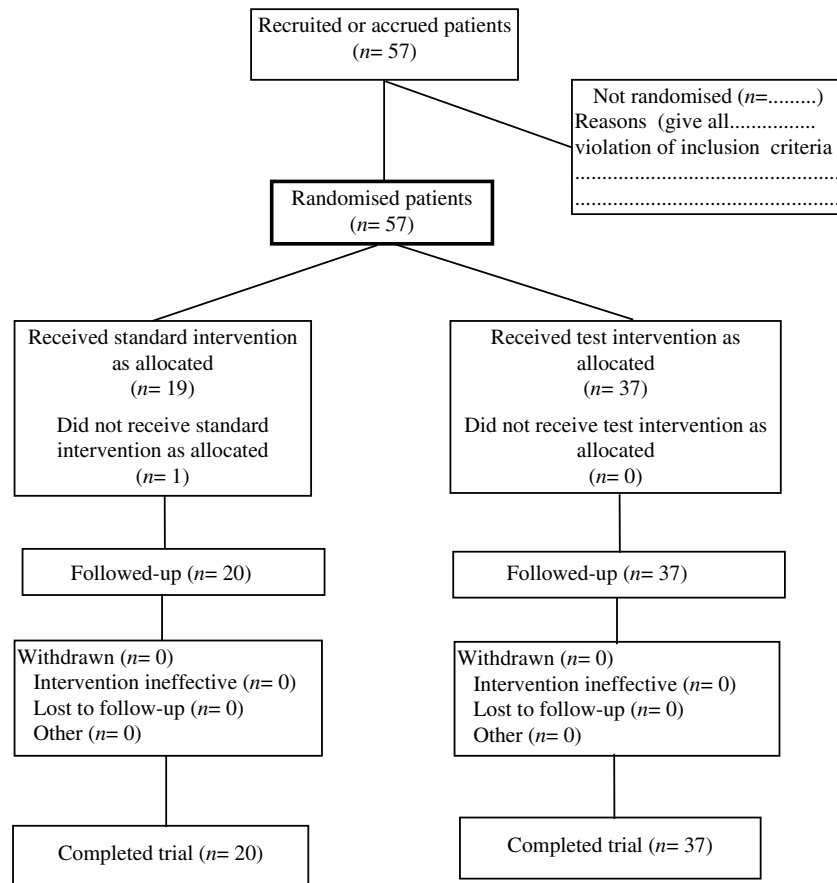 Recruited or accrued patients
(n= 57)
Not randomised (n=.........)
Reasons (give all................
violation of inclusion criteria
................................................
................................................
Randomised patients
(n= 57)
Received standard intervention
as allocated
(n= 19)
Did not receive standard
intervention as allocated
(n= 1)
Received test intervention as
allocated
(n= 37)
Did not receive test intervention as
allocated
(n= 0)
Followed-up (n= 20)
Followed-up (n= 37)
Withdrawn (n= 0)
Intervention ineffective (n= 0)
Lost to follow-up (n= 0)
Other (n= 0)
Withdrawn (n= 0)
Intervention ineffective (n= 0)
Lost to follow-up (n= 0)
Other (n= 0)
Completed trial (n= 20)
Completed trial (n= 37)